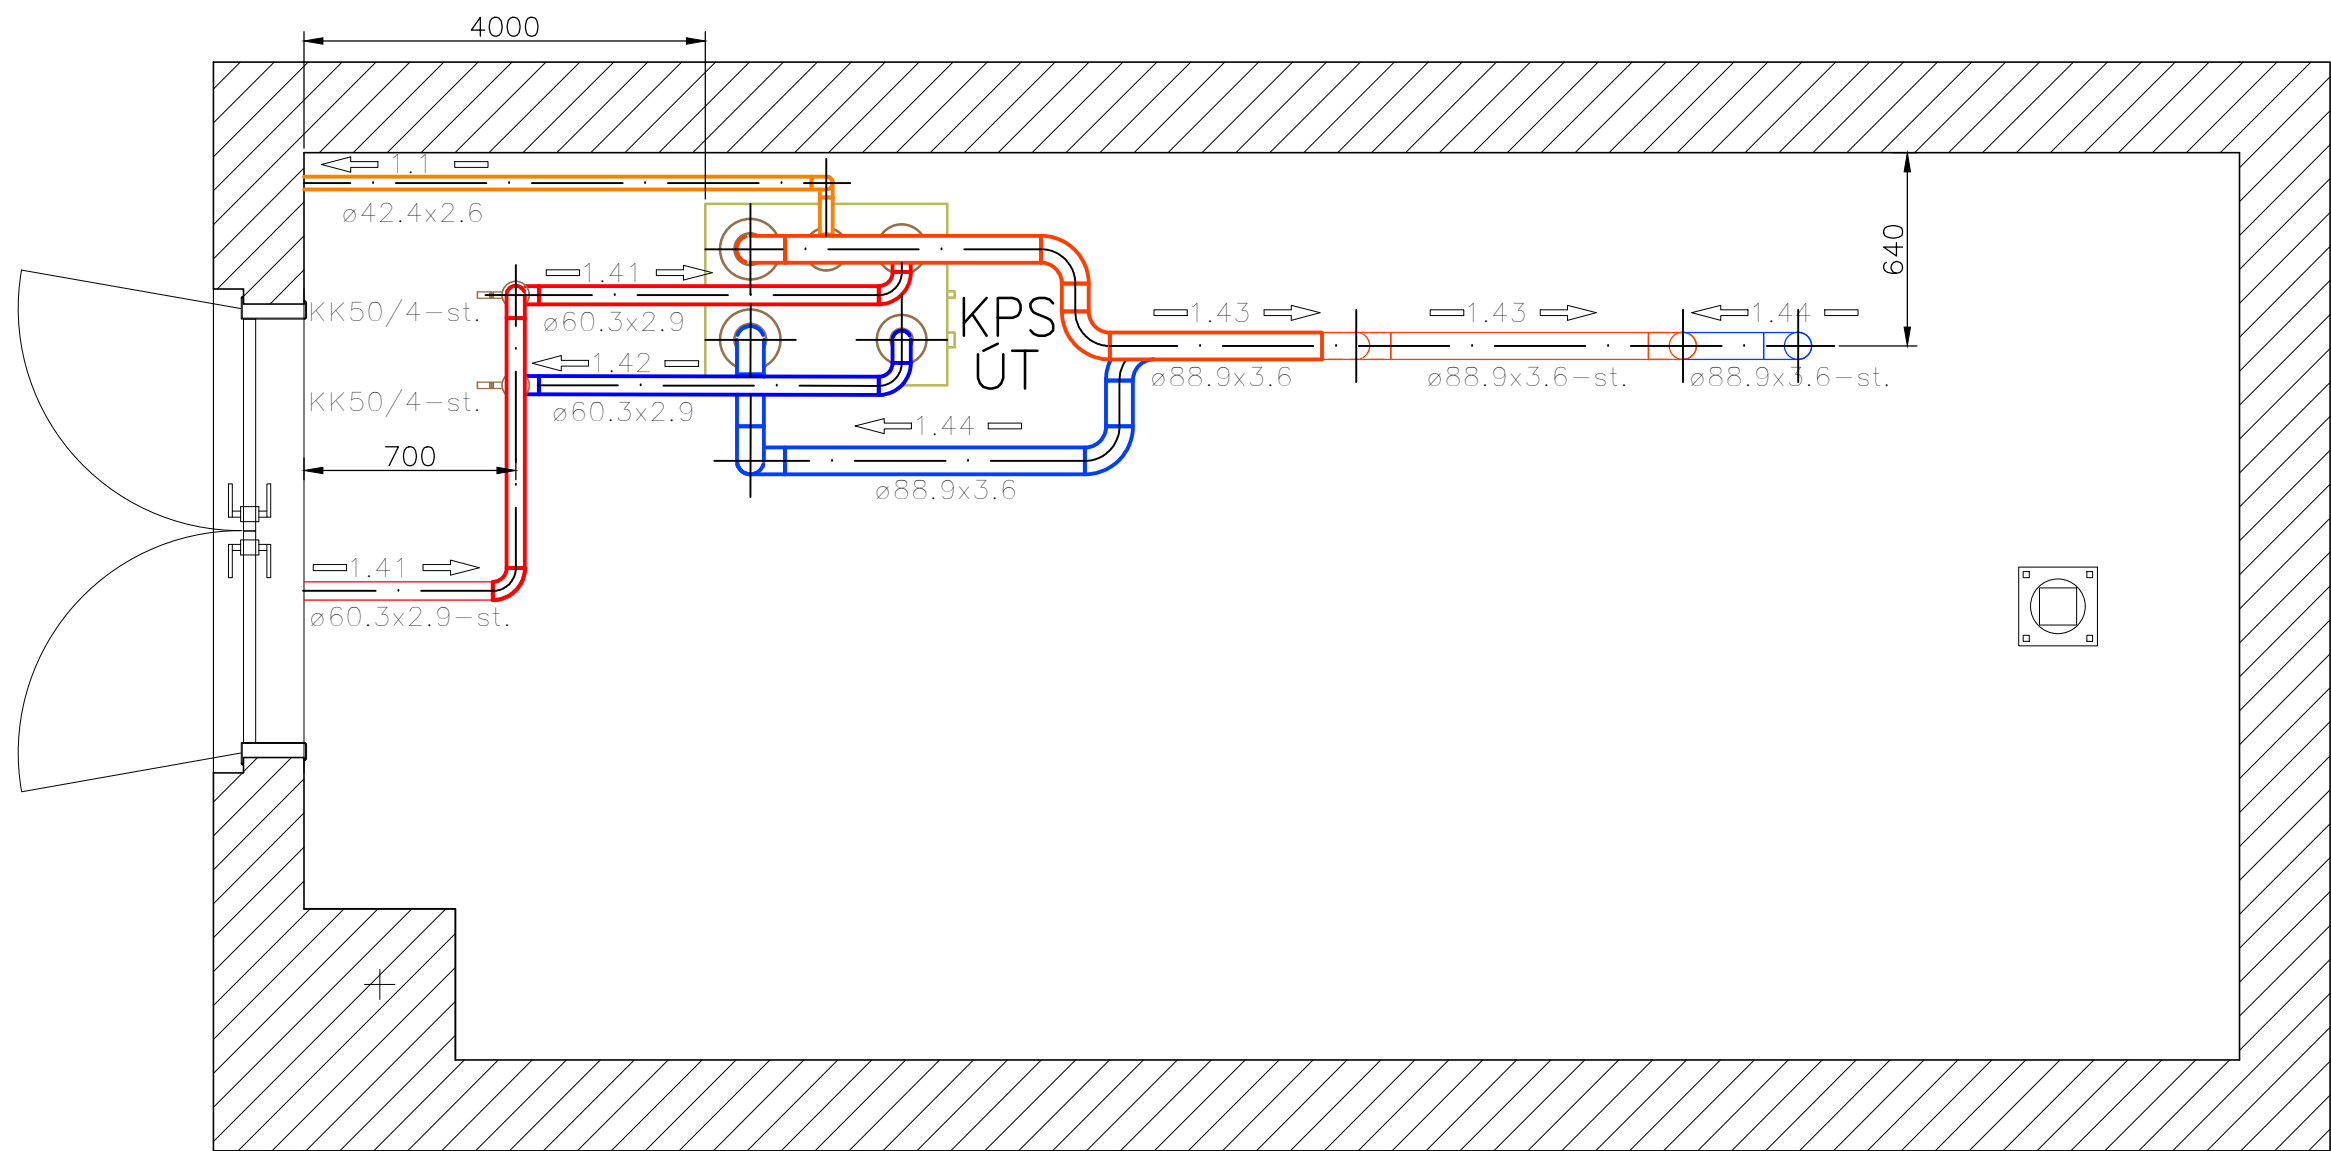 4000
1.1
ø42.4x2.6
640
1.41
KPS
ÚT
KK50/4-st.
ø60.3x2.9
1.43
1.43
1.44
1.42
ø88.9x3.6
ø88.9x3.6-st.
ø88.9x3.6-st.
KK50/4-st.
ø60.3x2.9
1.44
700
ø88.9x3.6
1.41
ø60.3x2.9-st.